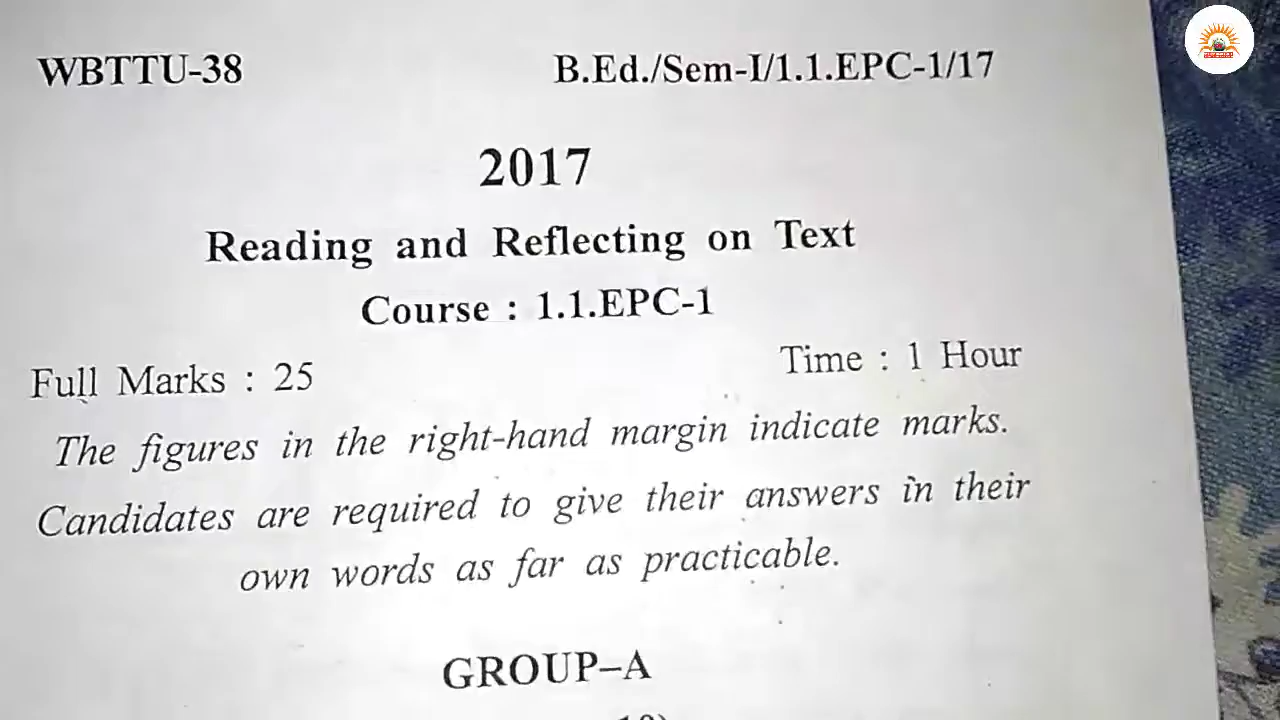 WBTTU-38 B.Ed./Sem-I/1.1.EPC-1/17
2017
Reading and Reflecting on Text
Course : 1.1.EPC-1
Full Marks : 25 Time : 1 Hour
The figures in the right-hand margin indicate marks.
Candidates are required to give their answers in their
own words as far as practicable.
GROUP–A